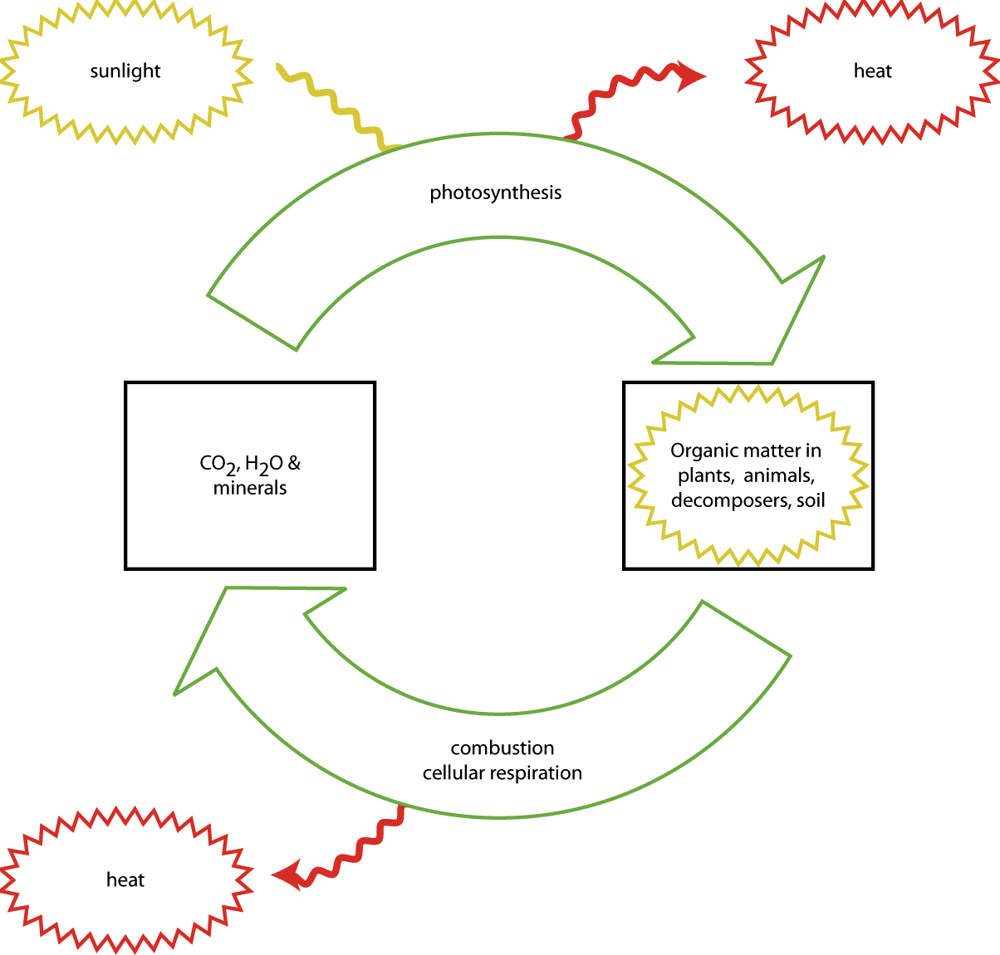 sunlight
heat
photosynthesis
CO2, H2O &
minerals
Organic matter in
plants,  animals,
decomposers, soil
combustion
cellular respiration
heat